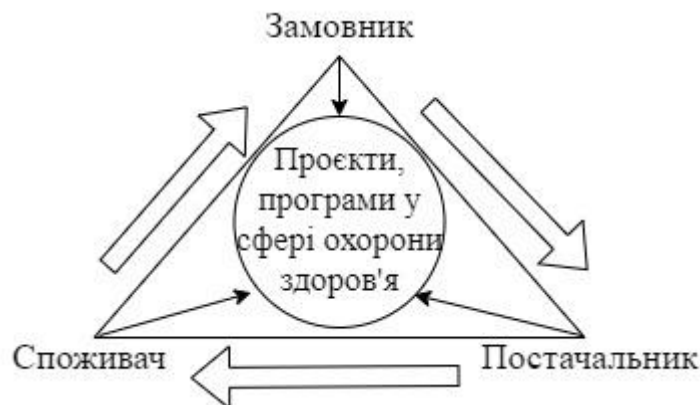 Замовник
Проєкти,
програми у
сфері охорони
здоров'я
Споживач
Постачальник